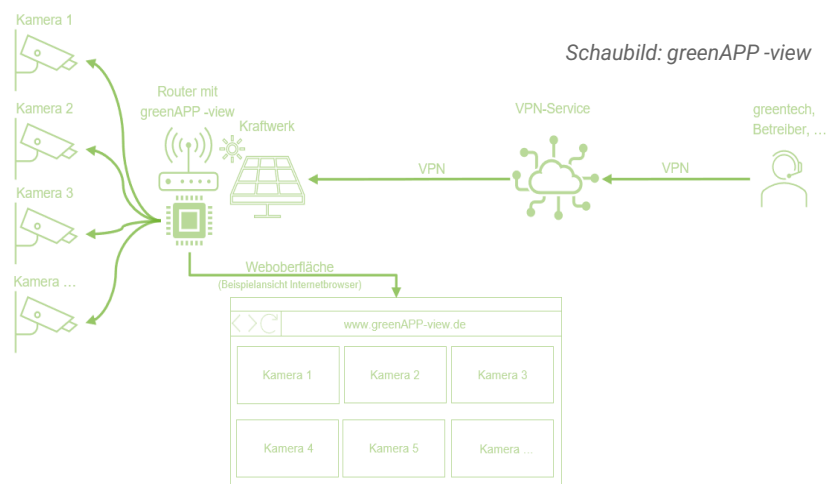 Kamera 1
Schaubild: greenAPP -view
Router mit
greenAPP -view
Kamera 2
Kraftwerk
VPN-Service
greentech,
Betreiber, ...
VPN
VPN
Kamera 3
Kamera ...
Weboberfläche
(Beispielansicht Internetbrowser)
www.greenAPP-view.de
Kamera 1
Kamera 2
Kamera 3
Kamera 4
Kamera 5
Kamera ...